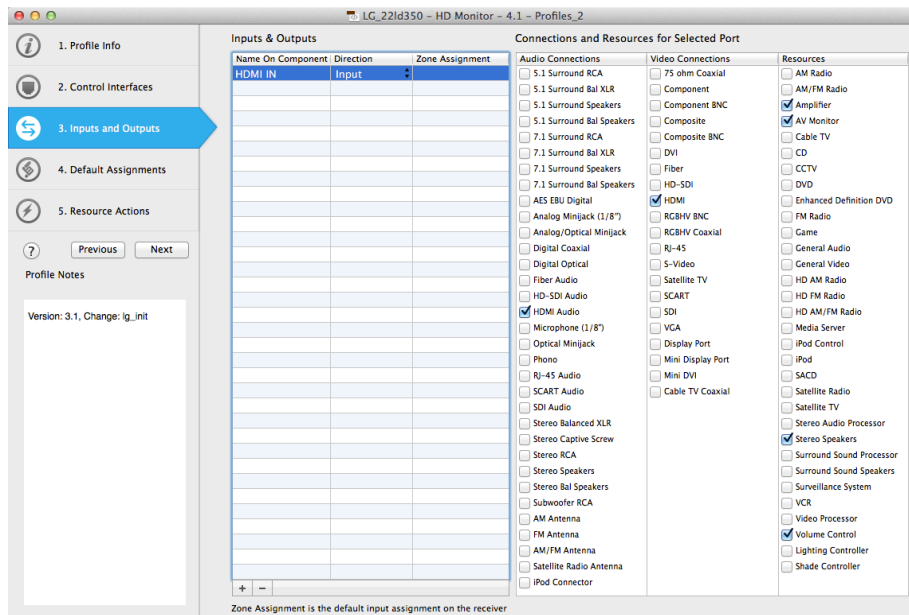 LG_22ld350 – HD Monitor – 4.1 – Profiles_2
1. Profile Info
2. Control Interfaces
3. Inputs and Outputs
4. Default Assignments
5. Resource Actions
?
Previous
Next
Profile Notes
Version: 3.1, Change: lg_init
Inputs & Outputs
Name On Component
Direction
Zone Assignment
HDMI IN
Input
+
−
Zone Assignment is the default input assignment on the receiver
Connections and Resources for Selected Port
Audio Connections
5.1 Surround RCA
5.1 Surround Bal XLR
5.1 Surround Speakers
5.1 Surround Bal Speakers
7.1 Surround RCA
7.1 Surround Bal XLR
7.1 Surround Speakers
7.1 Surround Bal Speakers
AES EBU Digital
Analog Minijack (1/8")
Analog/Optical Minijack
Digital Coaxial
Digital Optical
Fiber Audio
HD-SDI Audio
HDMI Audio
Microphone (1/8")
Optical Minijack
Phono
RJ-45 Audio
SCART Audio
SDI Audio
Stereo Balanced XLR
Stereo Captive Screw
Stereo RCA
Stereo Speakers
Stereo Bal Speakers
Subwoofer RCA
AM Antenna
FM Antenna
AM/FM Antenna
Satellite Radio Antenna
iPod Connector
Video Connections
75 ohm Coaxial
Component
Component BNC
Composite
Composite BNC
DVI
Fiber
HD-SDI
HDMI
RGBHV BNC
RGBHV Coaxial
RJ-45
S-Video
Satellite TV
SCART
SDI
VGA
Display Port
Mini Display Port
Mini DVI
Cable TV Coaxial
Resources
AM Radio
AM/FM Radio
Amplifier
AV Monitor
Cable TV
CD
CCTV
DVD
Enhanced Definition DVD
FM Radio
Game
General Audio
General Video
HD AM Radio
HD FM Radio
HD AM/FM Radio
Media Server
iPod Control
iPod
SACD
Satellite Radio
Satellite TV
Stereo Audio Processor
Stereo Speakers
Surround Sound Processor
Surround Sound Speakers
Surveillance System
VCR
Video Processor
Volume Control
Lighting Controller
Shade Controller